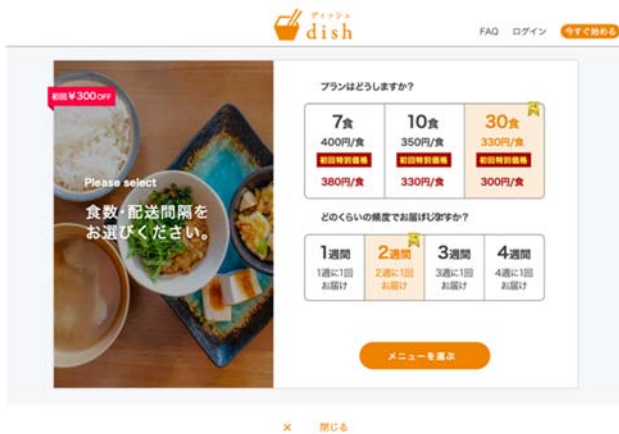 ディッシュ
dish
FAQ ログイン 今すぐ始める
初回¥300OFF
Please select
食数・配送間隔を
お選びください。
プランはどうしますか?
7食 10食 30食
400円/食 350円/食 330円/食
初回特別価格 初回特別価格 初回特別価格
380円/食 330円/食 300円/食
どのくらいの頻度でお届け
ますか?
1週間 2週間 3週間 4週間
1週に1回 2週に1回 3週に1回 4週に1回
お届け お届け お届け お届け
メニューを選ぶ
× 閉じる